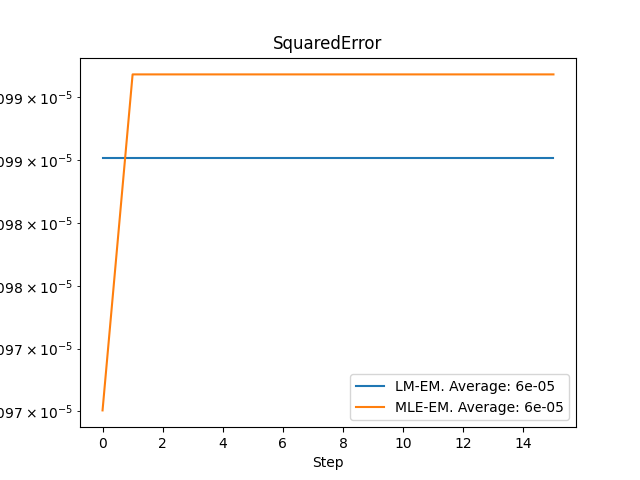 SquaredError
099 × 10⁻⁵
099 × 10⁻⁵
098 × 10⁻⁵
098 × 10⁻⁵
097 × 10⁻⁵
097 × 10⁻⁵
LM-EM. Average: 6e-05
MLE-EM. Average: 6e-05
0 2 4 6 8 10 12 14
Step